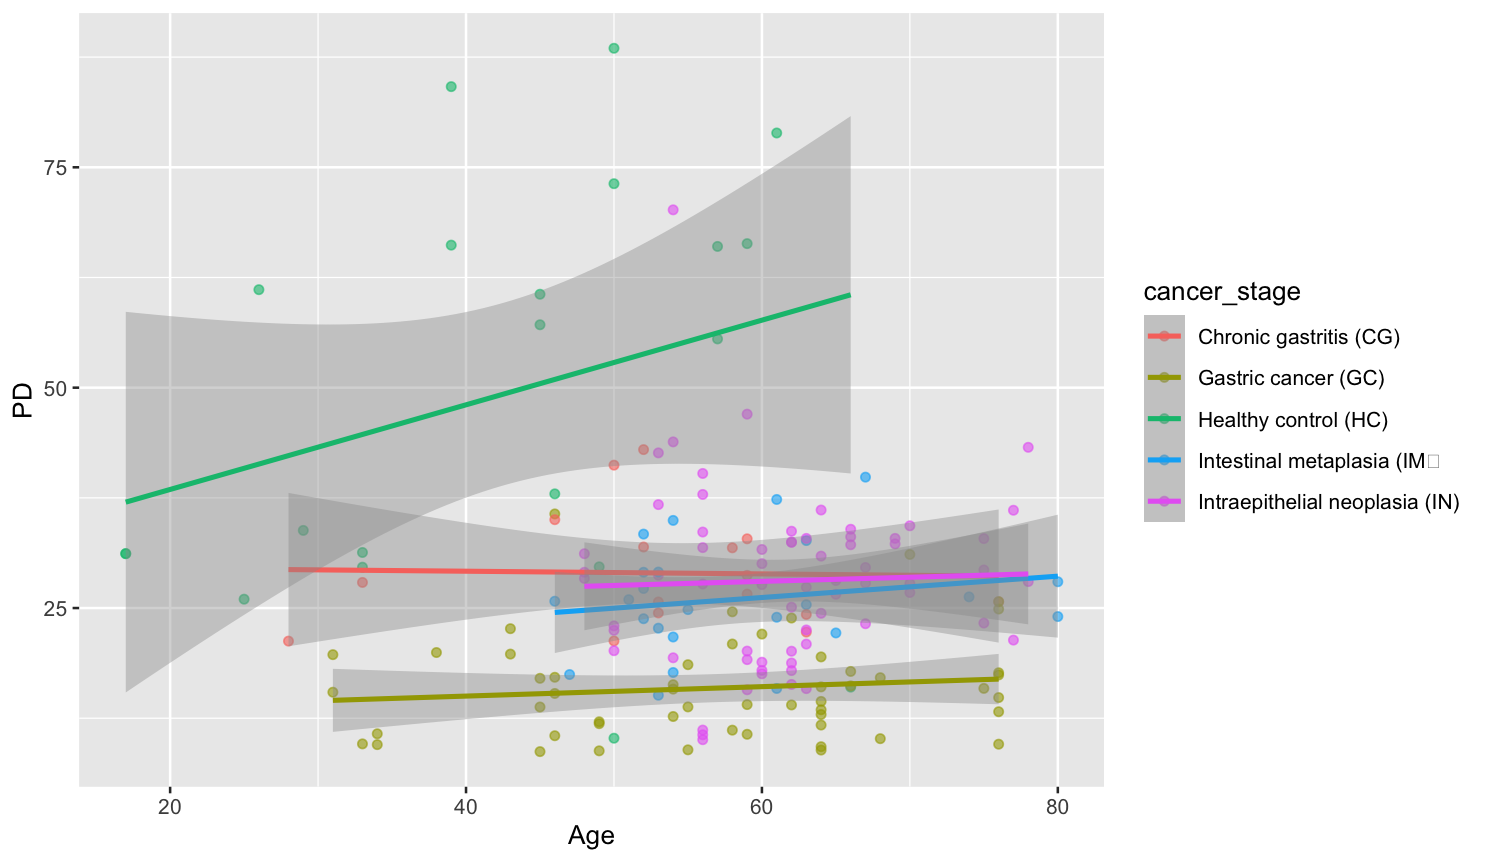 75
50
25
PD
20 40 60 80
Age
cancer_stage
Chronic gastritis (CG)
Gastric cancer (GC)
Healthy control (HC)
Intestinal metaplasia (IM□
Intraepithelial neoplasia (IN)